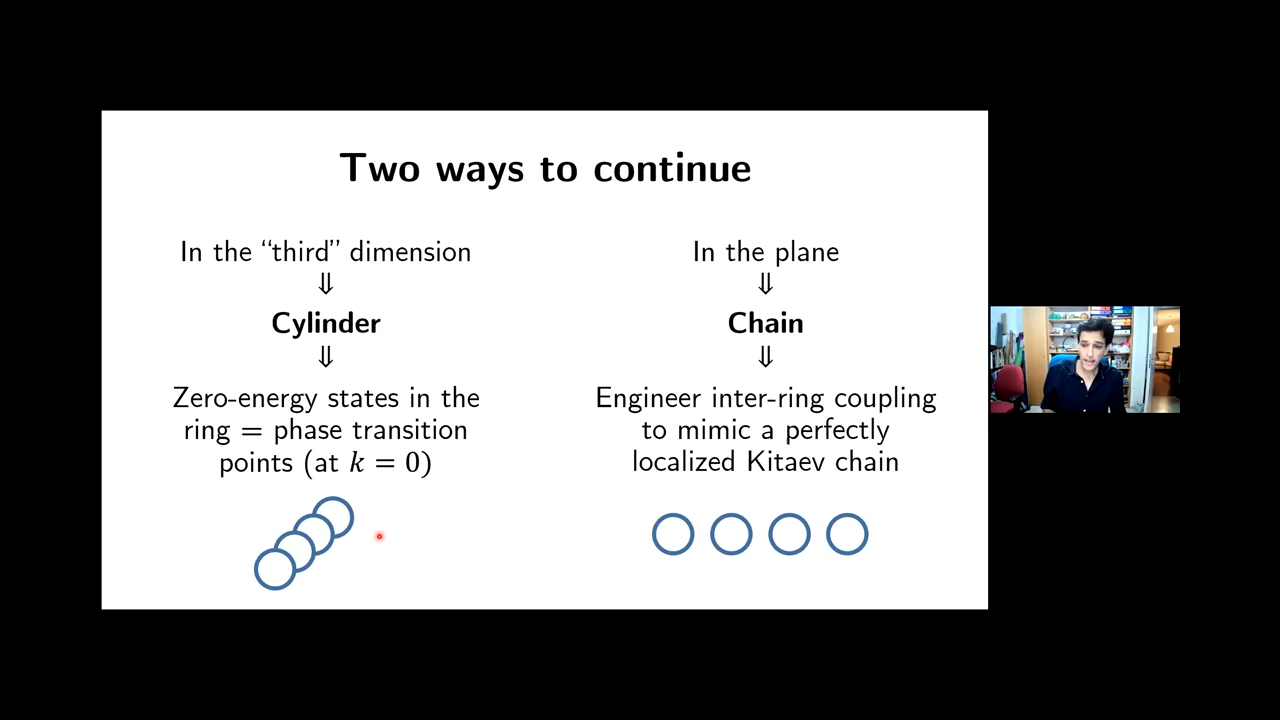 Two ways to continue
In the “third” dimension
⇓
Cylinder
⇓
Zero-energy states in the
ring = phase transition
points (at k = 0)
In the plane
⇓
Chain
⇓
Engineer inter-ring coupling
to mimic a perfectly
localized Kitaev chain